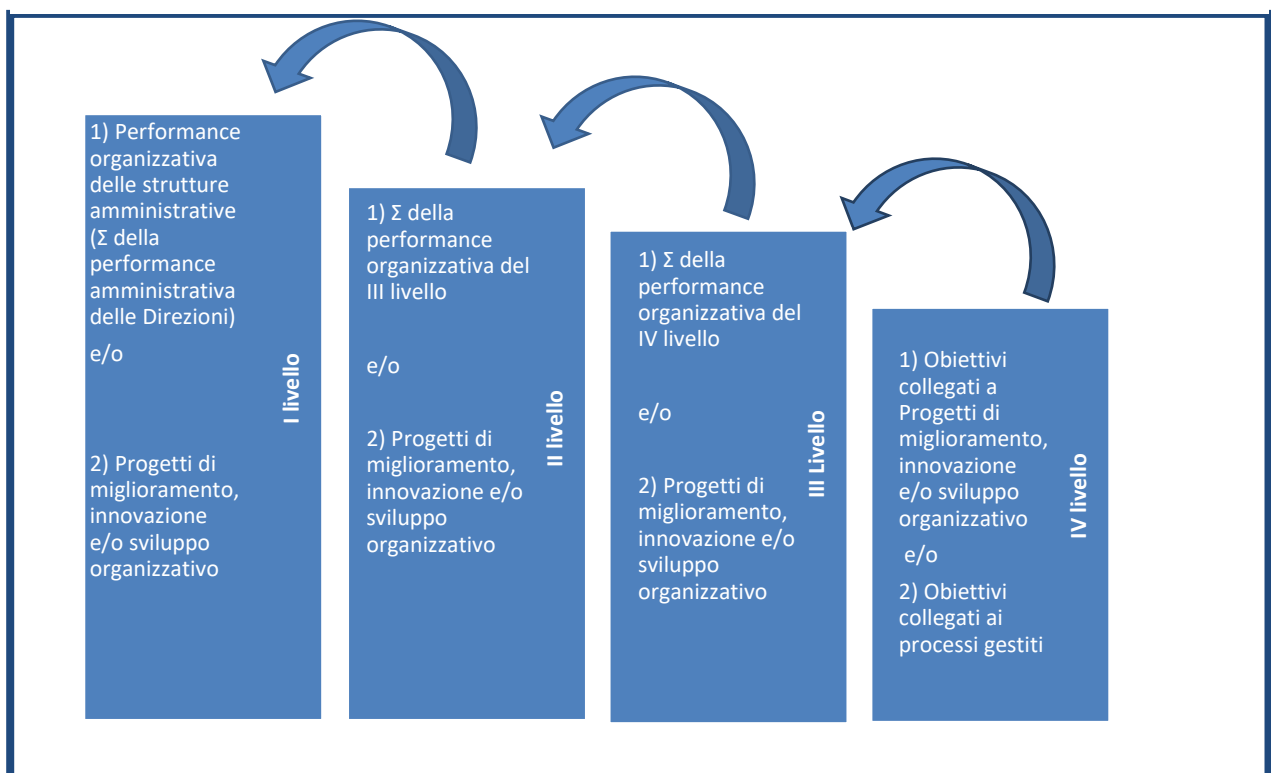 1) Performance
organizzativa
delle strutture
amministrative
(Σ della
performance
amministrativa
delle Direzioni)
e/o
2) Progetti di
miglioramento,
innovazione
e/o sviluppo
organizzativo
I livello
1) Σ della
performance
organizzativa del
III livello
e/o
2) Progetti di
miglioramento,
innovazione e/o
sviluppo
organizzativo
II livello
1) Σ della
performance
organizzativa del
IV livello
e/o
2) Progetti di
miglioramento,
innovazione e/o
sviluppo
organizzativo
III Livello
1) Obiettivi
collegati a
Progetti di
miglioramento,
innovazione
e/o sviluppo
organizzativo
e/o
2) Obiettivi
collegati ai
processi gestiti
IV livello